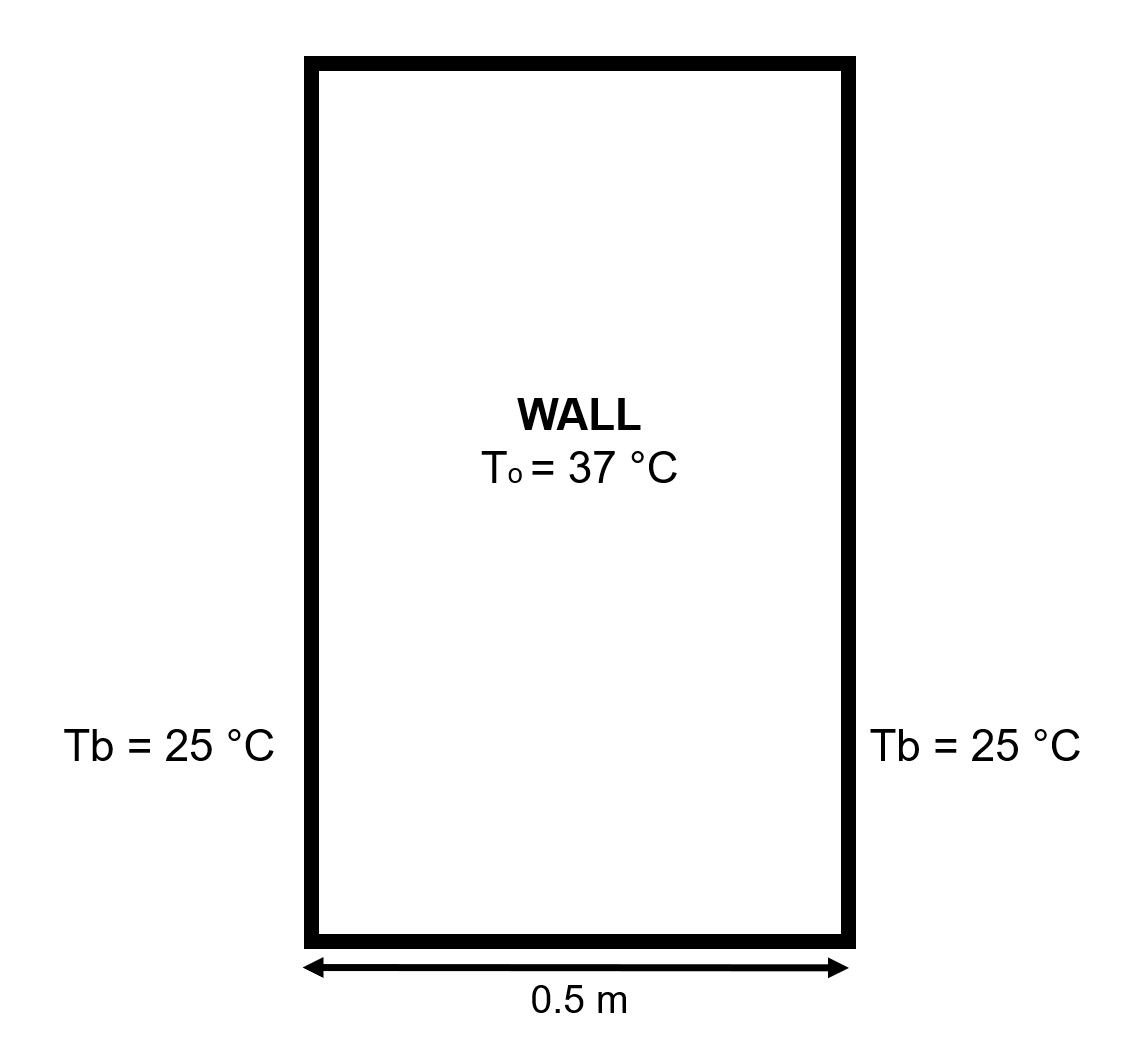 WALL
To = 37 °C
Tb = 25 °C
Tb = 25 °C
0.5 m